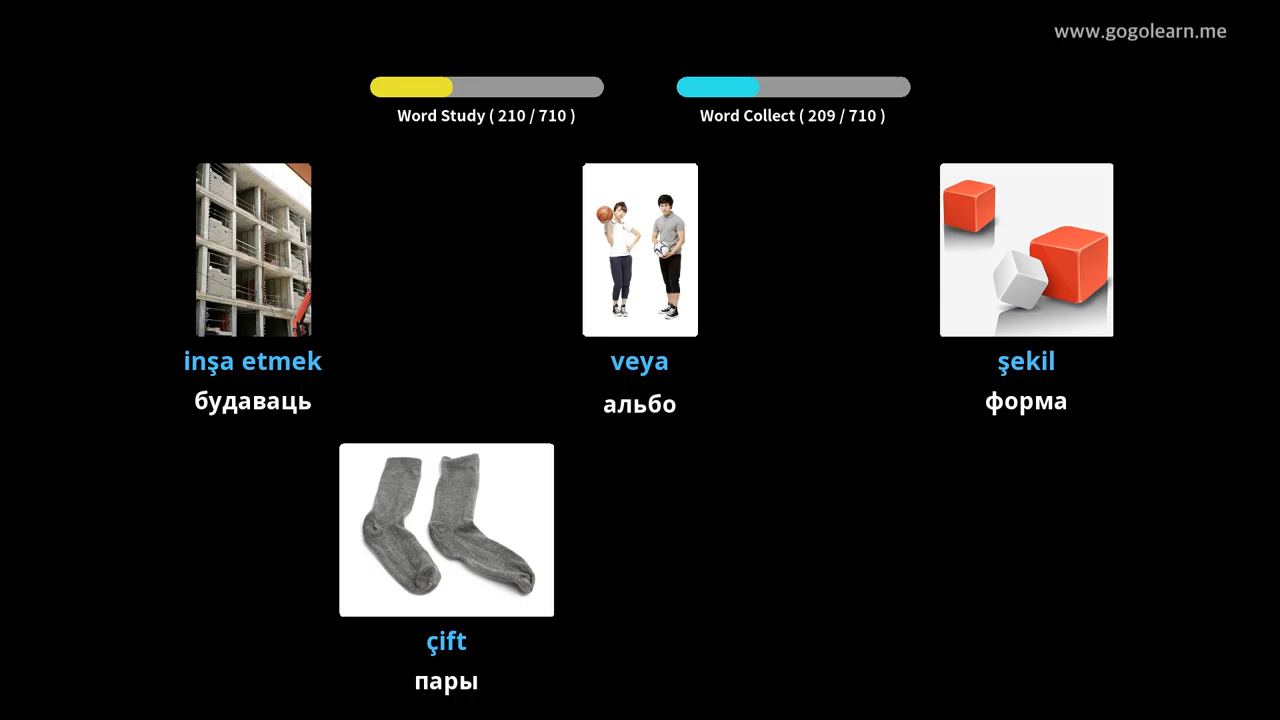 www.gogolearn.me
Word Study ( 210 / 710 )
Word Collect ( 209 / 710 )
inşa etmek
будаваць
veya
альбо
şekil
форма
çift
пары